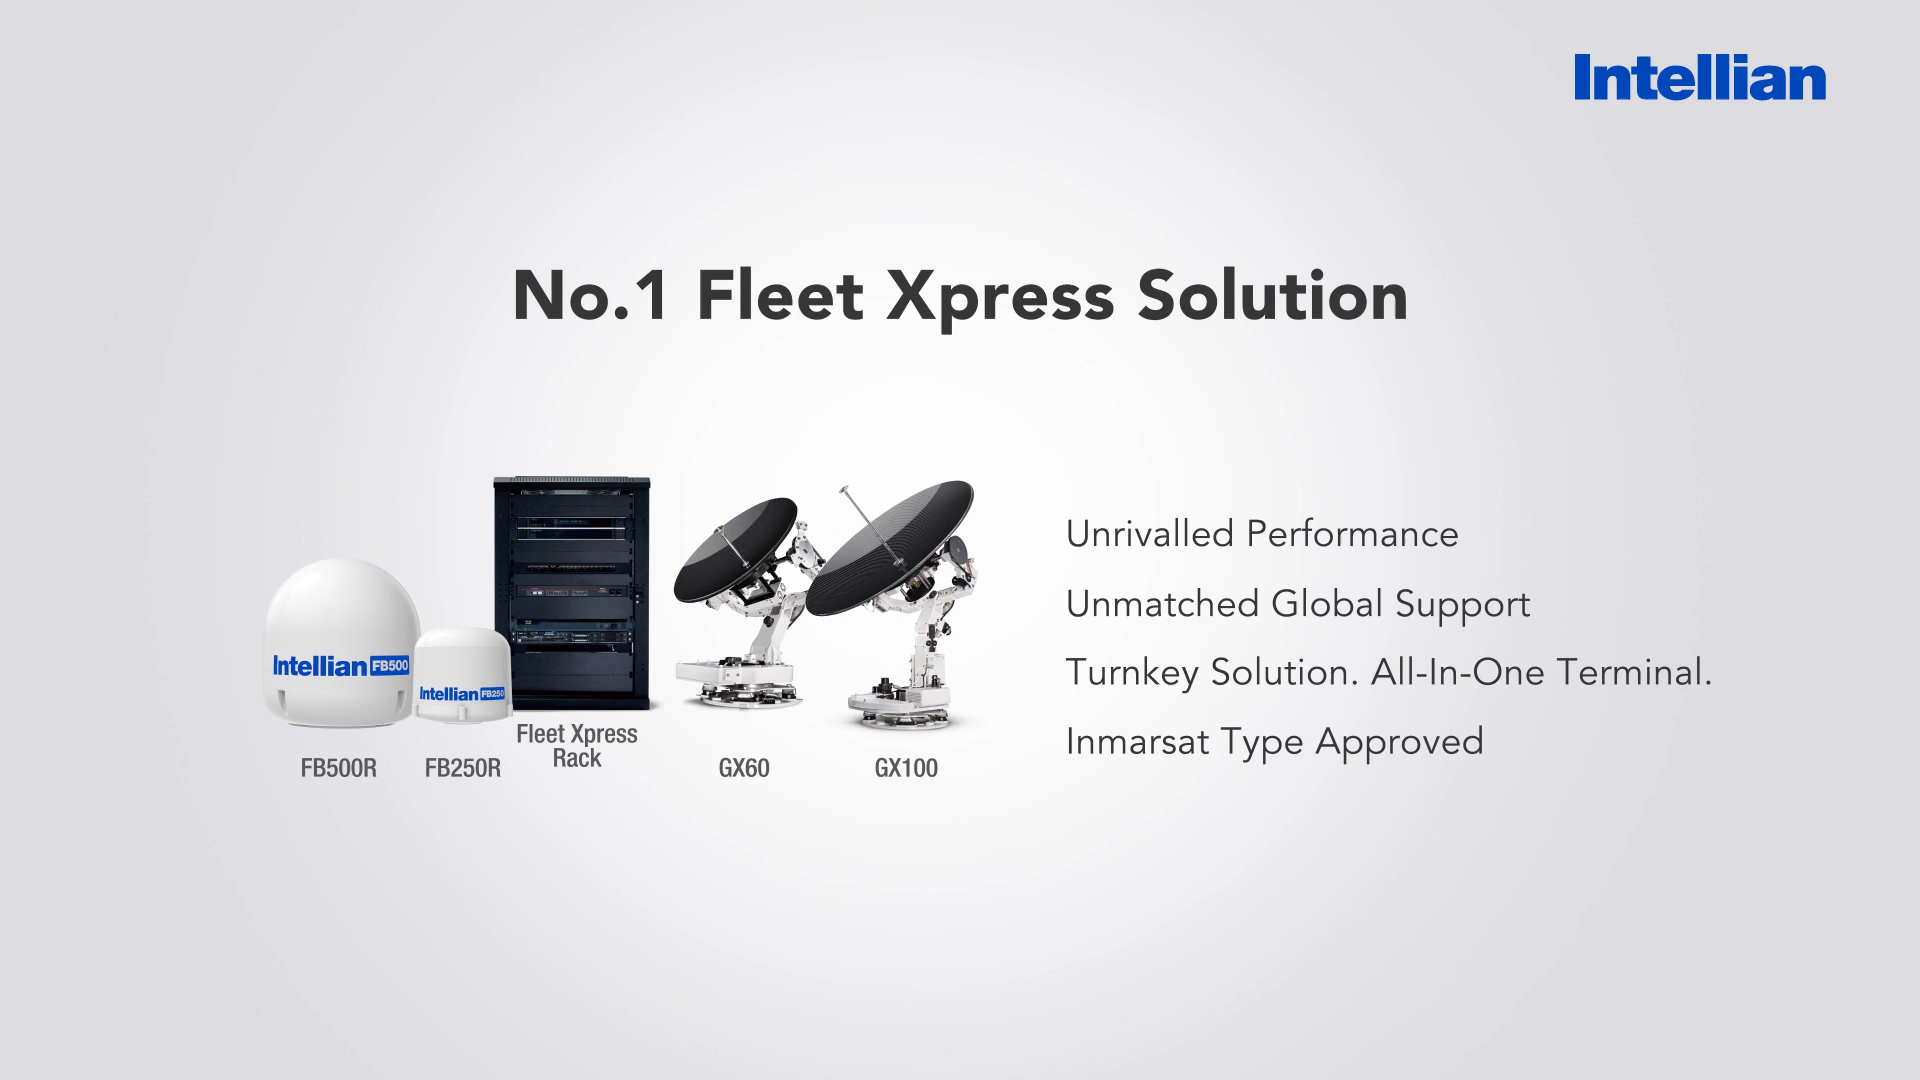 Intellian
No.1 Fleet Xpress Solution
Unrivalled Performance
Unmatched Global Support
Turnkey Solution. All-In-One Terminal.
Inmarsat Type Approved
Intellian FB500
Intellian FB250
FB500R
FB250R
Fleet Xpress
Rack
GX60
GX100